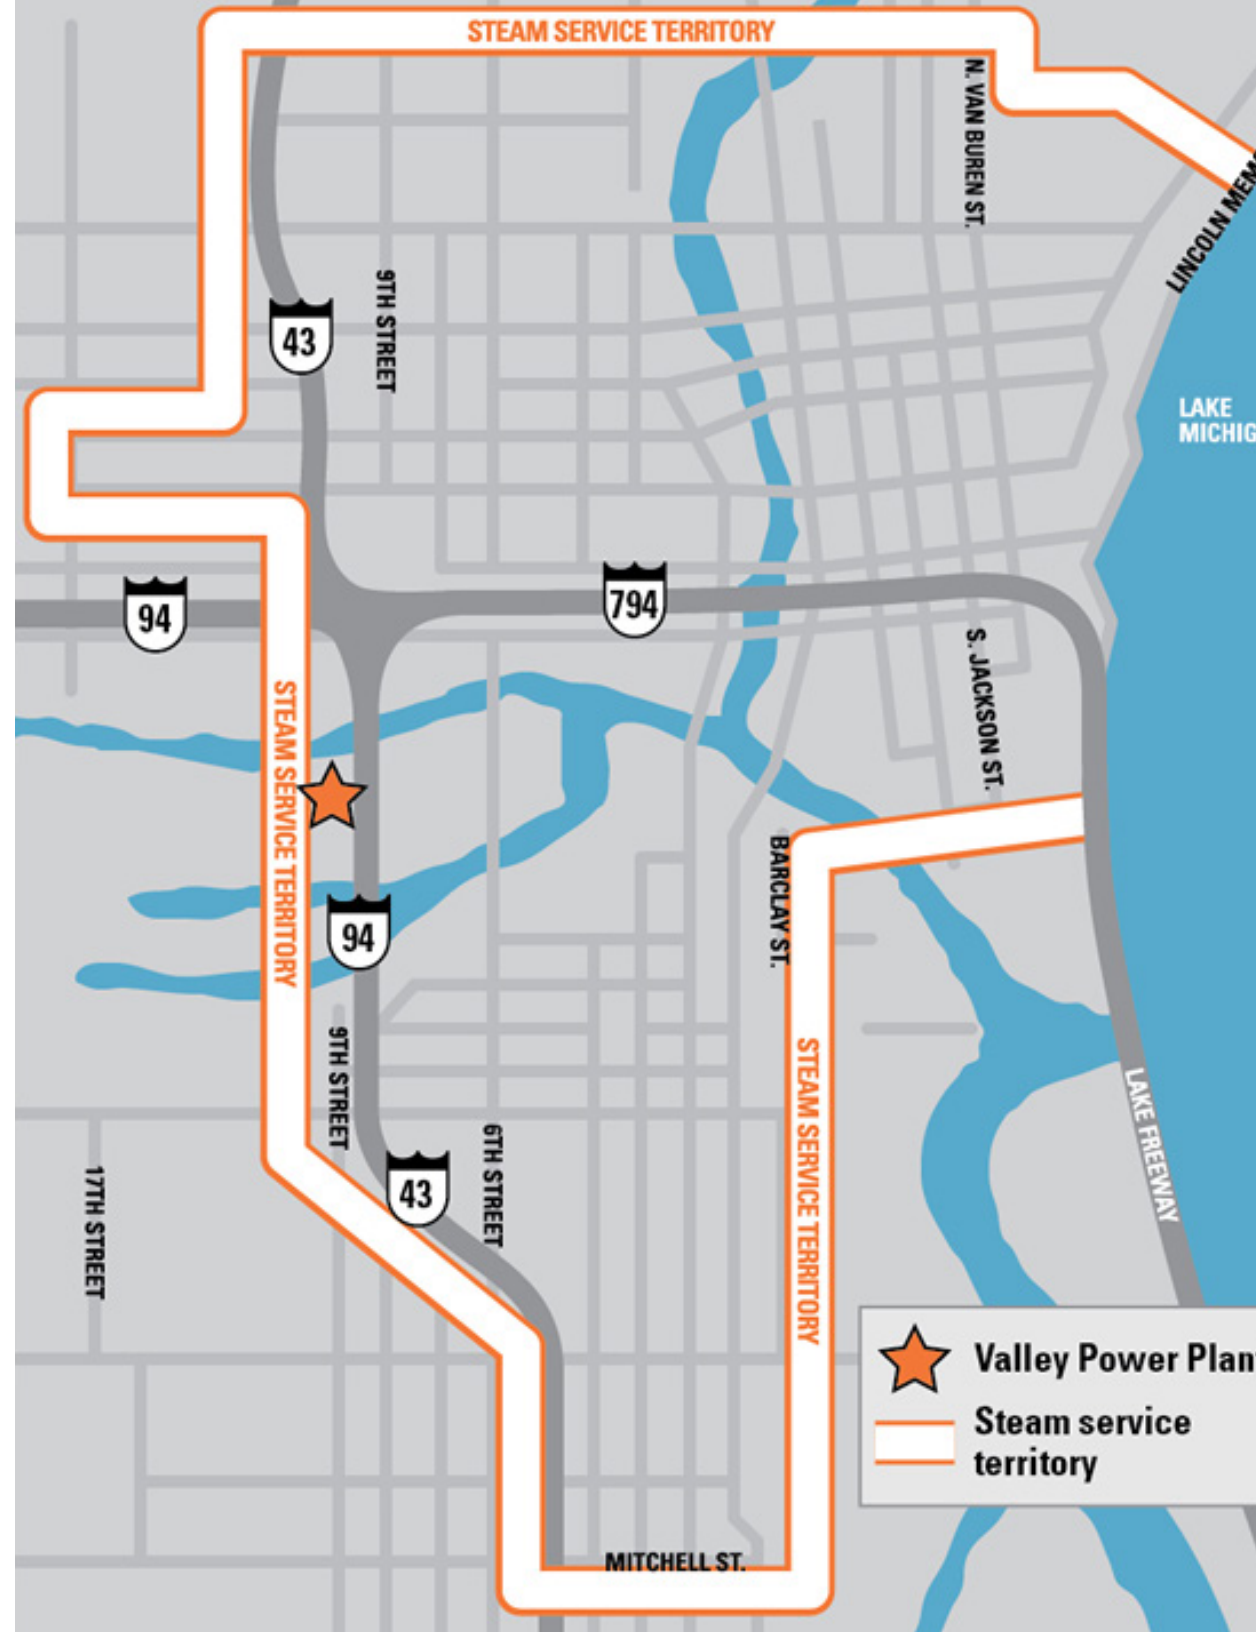 STEAM SERVICE TERRITORY
N. VAN BUREN ST.
LINCOLN MEMO
43
9TH STREET
LAKE
MICHIG
94
794
S. JACKSON ST.
STEAM SERVICE TERRITORY
BARCLAY ST.
94
9TH STREET
STEAM SERVICE TERRITORY
LAKE FREEWAY
6TH STREET
43
17TH STREET
Valley Power Plan
Steam service
territory
MITCHELL ST.